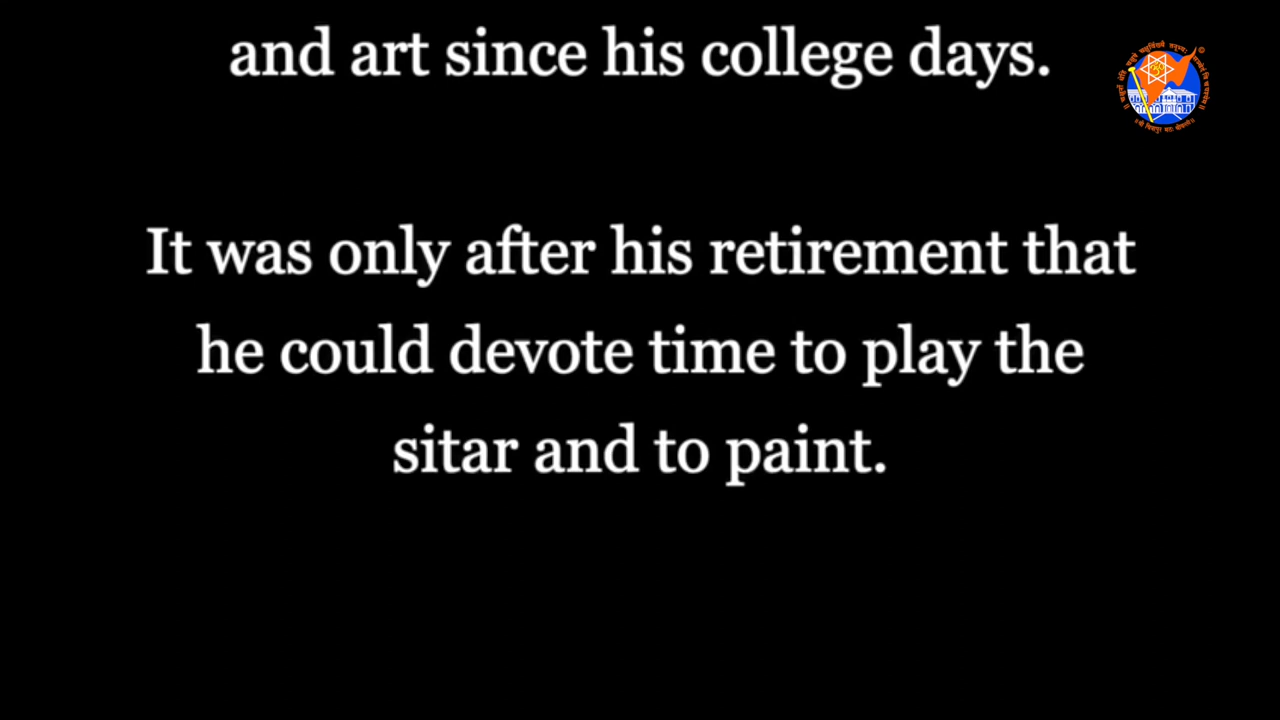 and art since his college days.
It was only after his retirement that
he could devote time to play the
sitar and to paint.